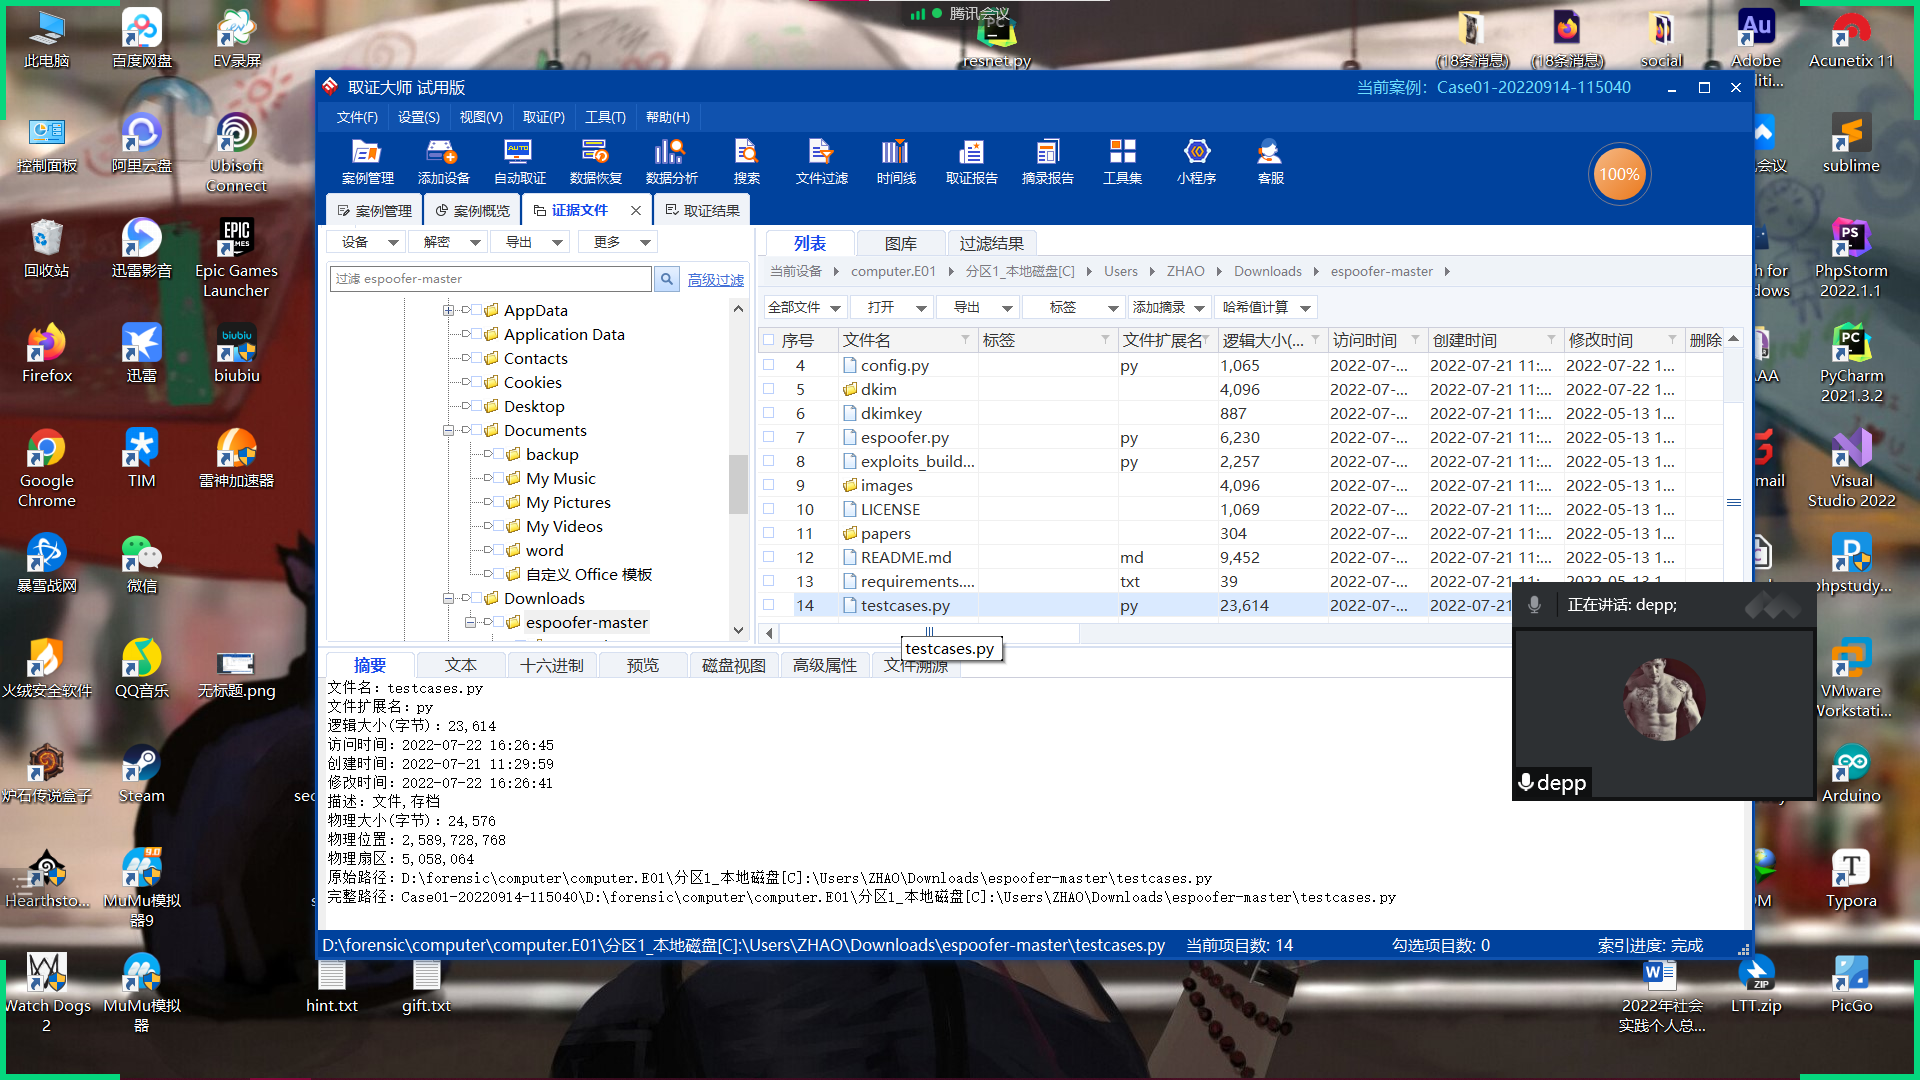 腾讯会议
此电脑
百度网盘
EV录屏
resnet.py
(18条消息)
(18条消息)
social
Adobe
Acunetix 11
控制面板
阿里云盘
Ubisoft
Connect
sublime
回收站
迅雷影音
Epic Games
Launcher
PhpStorm
2022.1.1
Firefox
迅雷
biubiu
PyCharm
2021.3.2
Google
Chrome
TIM
雷神加速器
Visual
Studio 2022
暴雪战网
微信
火绒安全软件
QQ音乐
无标题.png
VMware
炉石传说盒子
Steam
Arduino
Hearthsto...
MuMu模拟
器9
Typora
Watch Dogs
2
MuMu模拟
器
hint.txt
gift.txt
2022年社会
实践个人总...
LTT.zip
PicGo
取证大师 试用版
当前案例: Case01-20220914-115040
文件(F) 设置(S) 视图(V) 取证(P) 工具(T) 帮助(H)
案例管理 添加设备 自动取证 数据恢复 数据分析 搜索 文件过滤 时间线 取证报告 摘录报告 工具集 小程序 客服
100%
案例管理 案例概览 证据文件 取证结果
设备 解密 导出 更多
过滤 espoofer-master
高级过滤
AppData
Application Data
Contacts
Cookies
Desktop
Documents
backup
My Music
My Pictures
My Videos
word
自定义 Office 模板
Downloads
espoofer-master
列表 图库 过滤结果
当前设备 computer.E01 分区1_本地磁盘[C] Users ZHAO Downloads espoofer-master
全部文件 打开 导出 标签 添加摘录 哈希值计算
序号 文件名 标签 文件扩展名 逻辑大小(... 访问时间 创建时间 修改时间 删除
4 config.py py 1,065 2022-07-... 2022-07-21 11:... 2022-07-22 1...
5 dkim 4,096 2022-07-... 2022-07-21 11:... 2022-05-13 1...
6 dkimkey 887 2022-07-... 2022-07-21 11:... 2022-05-13 1...
7 espoofer.py py 6,230 2022-07-... 2022-07-21 11:... 2022-05-13 1...
8 exploits_build... py 2,257 2022-07-... 2022-07-21 11:... 2022-05-13 1...
9 images 4,096 2022-07-... 2022-07-21 11:... 2022-05-13 1...
10 LICENSE 1,069 2022-07-... 2022-07-21 11:... 2022-05-13 1...
11 papers 304 2022-07-... 2022-07-21 11:... 2022-05-13 1...
12 README.md md 9,452 2022-07-... 2022-07-21 11:... 2022-05-13 1...
13 requirements.... txt 39 2022-07-... 2022-07-21 11:... 2022-05-13 1...
14 testcases.py py 23,614 2022-07-... 2022-07-21
testcases.py
正在讲话: depp;
depp
摘要 文本 十六进制 预览 磁盘视图 高级属性 文件溯源
文件名: testcases.py
文件扩展名: py
逻辑大小(字节): 23,614
访问时间: 2022-07-22 16:26:45
创建时间: 2022-07-21 11:29:59
修改时间: 2022-07-22 16:26:41
描述: 文件,存档
物理大小(字节): 24,576
物理位置: 2,589,728,768
物理扇区: 5,058,064
原始路径: D:\forensic\computer\computer.E01\分区1_本地磁盘[C]:\Users\ZHAO\Downloads\espoofer-master\testcases.py
完整路径: Case01-20220914-115040\D:\forensic\computer\computer.E01\分区1_本地磁盘[C]:\Users\ZHAO\Downloads\espoofer-master\testcases.py
D:\forensic\computer\computer.E01\分区1_本地磁盘[C]:\Users\ZHAO\Downloads\espoofer-master\testcases.py 当前项目数: 14 勾选项目数: 0 索引进度: 完成